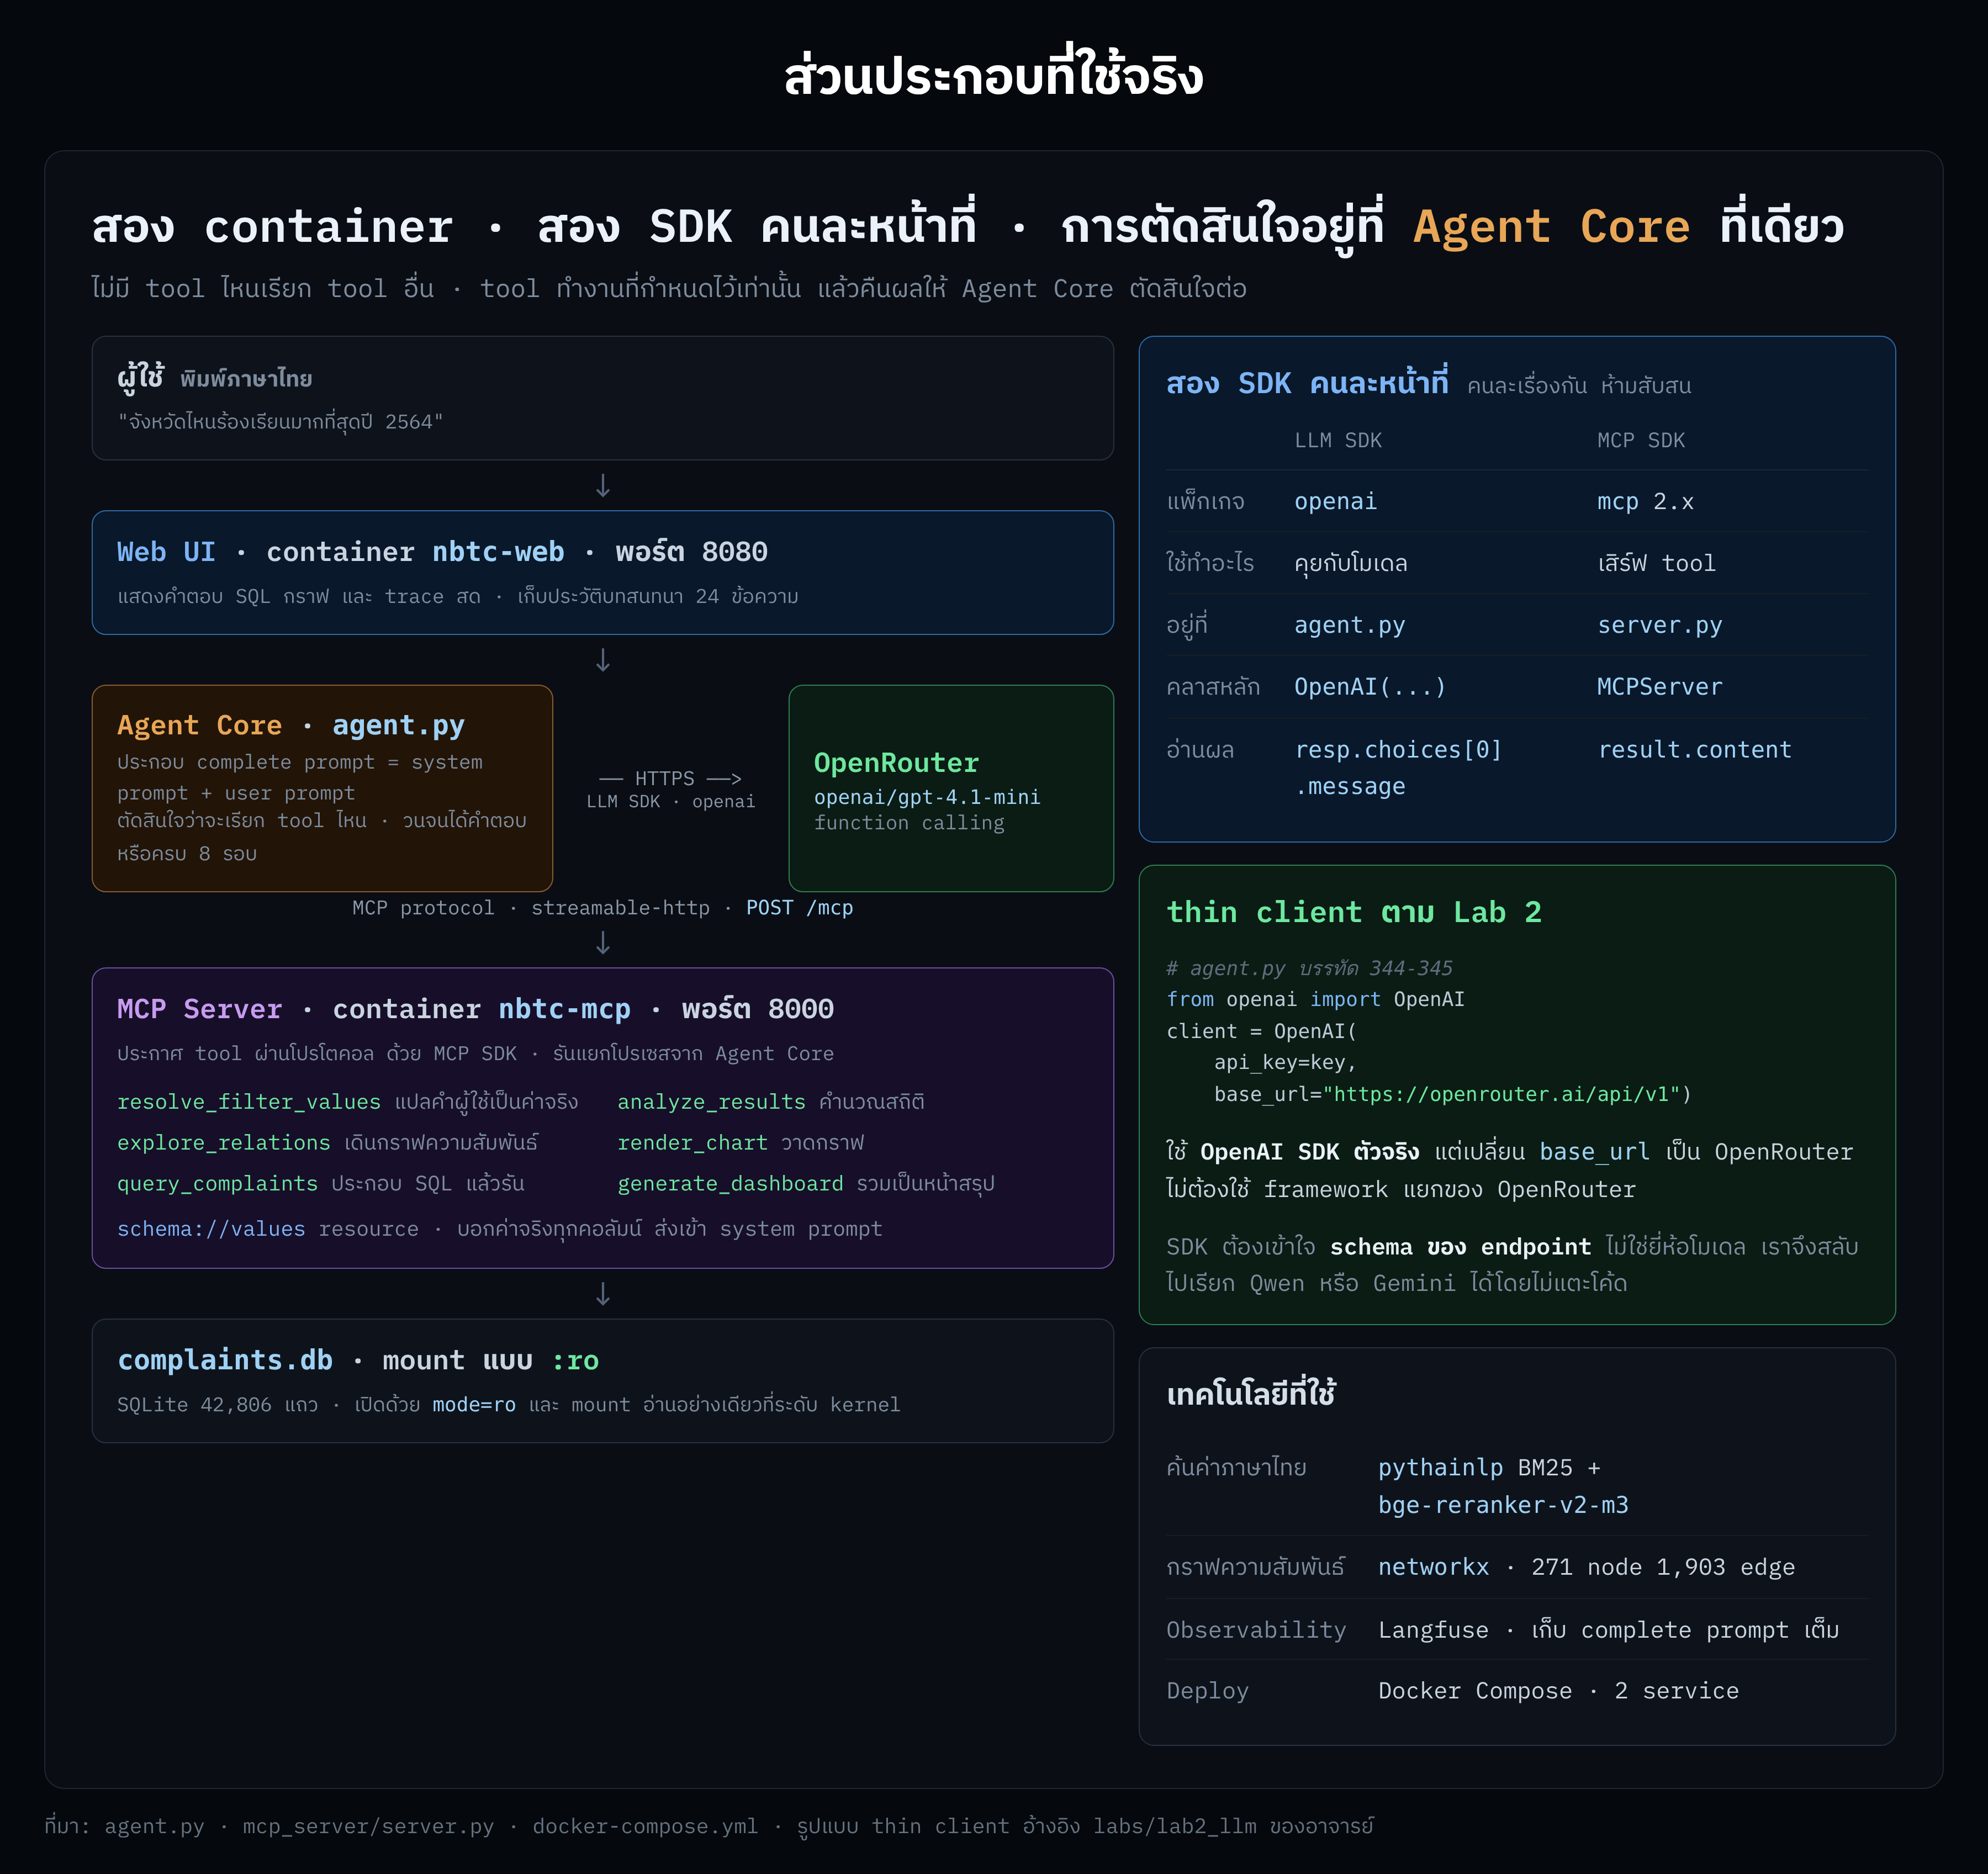 ส่วนประกอบที่ใช้จริง
สอง container · สอง SDK คนละหน้าที่ · การตัดสินใจอยู่ที่ Agent Core ที่เดียว
ไม่มี tool ไหนเรียก tool อื่น · tool ทำงานที่กำหนดไว้เท่านั้น แล้วคืนผลให้ Agent Core ตัดสินใจต่อ
ผู้ใช้ พิมพ์ภาษาไทย
"จังหวัดไหนร้องเรียนมากที่สุดปี 2564"
↓
Web UI · container nbtc-web · พอร์ต 8080
แสดงคำตอบ SQL กราฟ และ trace สด · เก็บประวัติบทสนทนา 24 ข้อความ
↓
Agent Core · agent.py
ประกอบ complete prompt = system
prompt + user prompt
ตัดสินใจว่าจะเรียก tool ไหน · วนจนได้คำตอบ
หรือครบ 8 รอบ
── HTTPS ──>
LLM SDK · openai
OpenRouter
openai/gpt-4.1-mini
function calling
MCP protocol · streamable-http · POST /mcp
↓
MCP Server · container nbtc-mcp · พอร์ต 8000
ประกาศ tool ผ่านโปรโตคอล ด้วย MCP SDK · รันแยกโปรเซสจาก Agent Core
resolve_filter_values แปลคำผู้ใช้เป็นค่าจริง
analyze_results คำนวณสถิติ
explore_relations เดินกราฟความสัมพันธ์
render_chart วาดกราฟ
query_complaints ประกอบ SQL แล้วรัน
generate_dashboard รวมเป็นหน้าสรุป
schema://values resource · บอกค่าจริงทุกคอลัมน์ ส่งเข้า system prompt
↓
complaints.db · mount แบบ :ro
SQLite 42,806 แถว · เปิดด้วย mode=ro และ mount อ่านอย่างเดียวที่ระดับ kernel
สอง SDK คนละหน้าที่ คนละเรื่องกัน ห้ามสับสน
LLM SDK MCP SDK
แพ็กเกจ openai mcp 2.x
ใช้ทำอะไร คุยกับโมเดล เสิร์ฟ tool
อยู่ที่ agent.py server.py
คลาสหลัก OpenAI(...) MCPServer
อ่านผล resp.choices[0] result.content
.message
thin client ตาม Lab 2
# agent.py บรรทัด 344-345
from openai import OpenAI
client = OpenAI(
api_key=key,
base_url="https://openrouter.ai/api/v1")
ใช้ OpenAI SDK ตัวจริง แต่เปลี่ยน base_url เป็น OpenRouter
ไม่ต้องใช้ framework แยกของ OpenRouter
SDK ต้องเข้าใจ schema ของ endpoint ไม่ใช่ยี่ห้อโมเดล เราจึงสลับ
ไปเรียก Qwen หรือ Gemini ได้โดยไม่แตะโค้ด
เทคโนโลยีที่ใช้
ค้นค่าภาษาไทย pythainlp BM25 +
bge-reranker-v2-m3
กราฟความสัมพันธ์ networkx · 271 node 1,903 edge
Observability Langfuse · เก็บ complete prompt เต็ม
Deploy Docker Compose · 2 service
ที่มา: agent.py · mcp_server/server.py · docker-compose.yml · รูปแบบ thin client อ้างอิง labs/lab2_llm ของอาจารย์